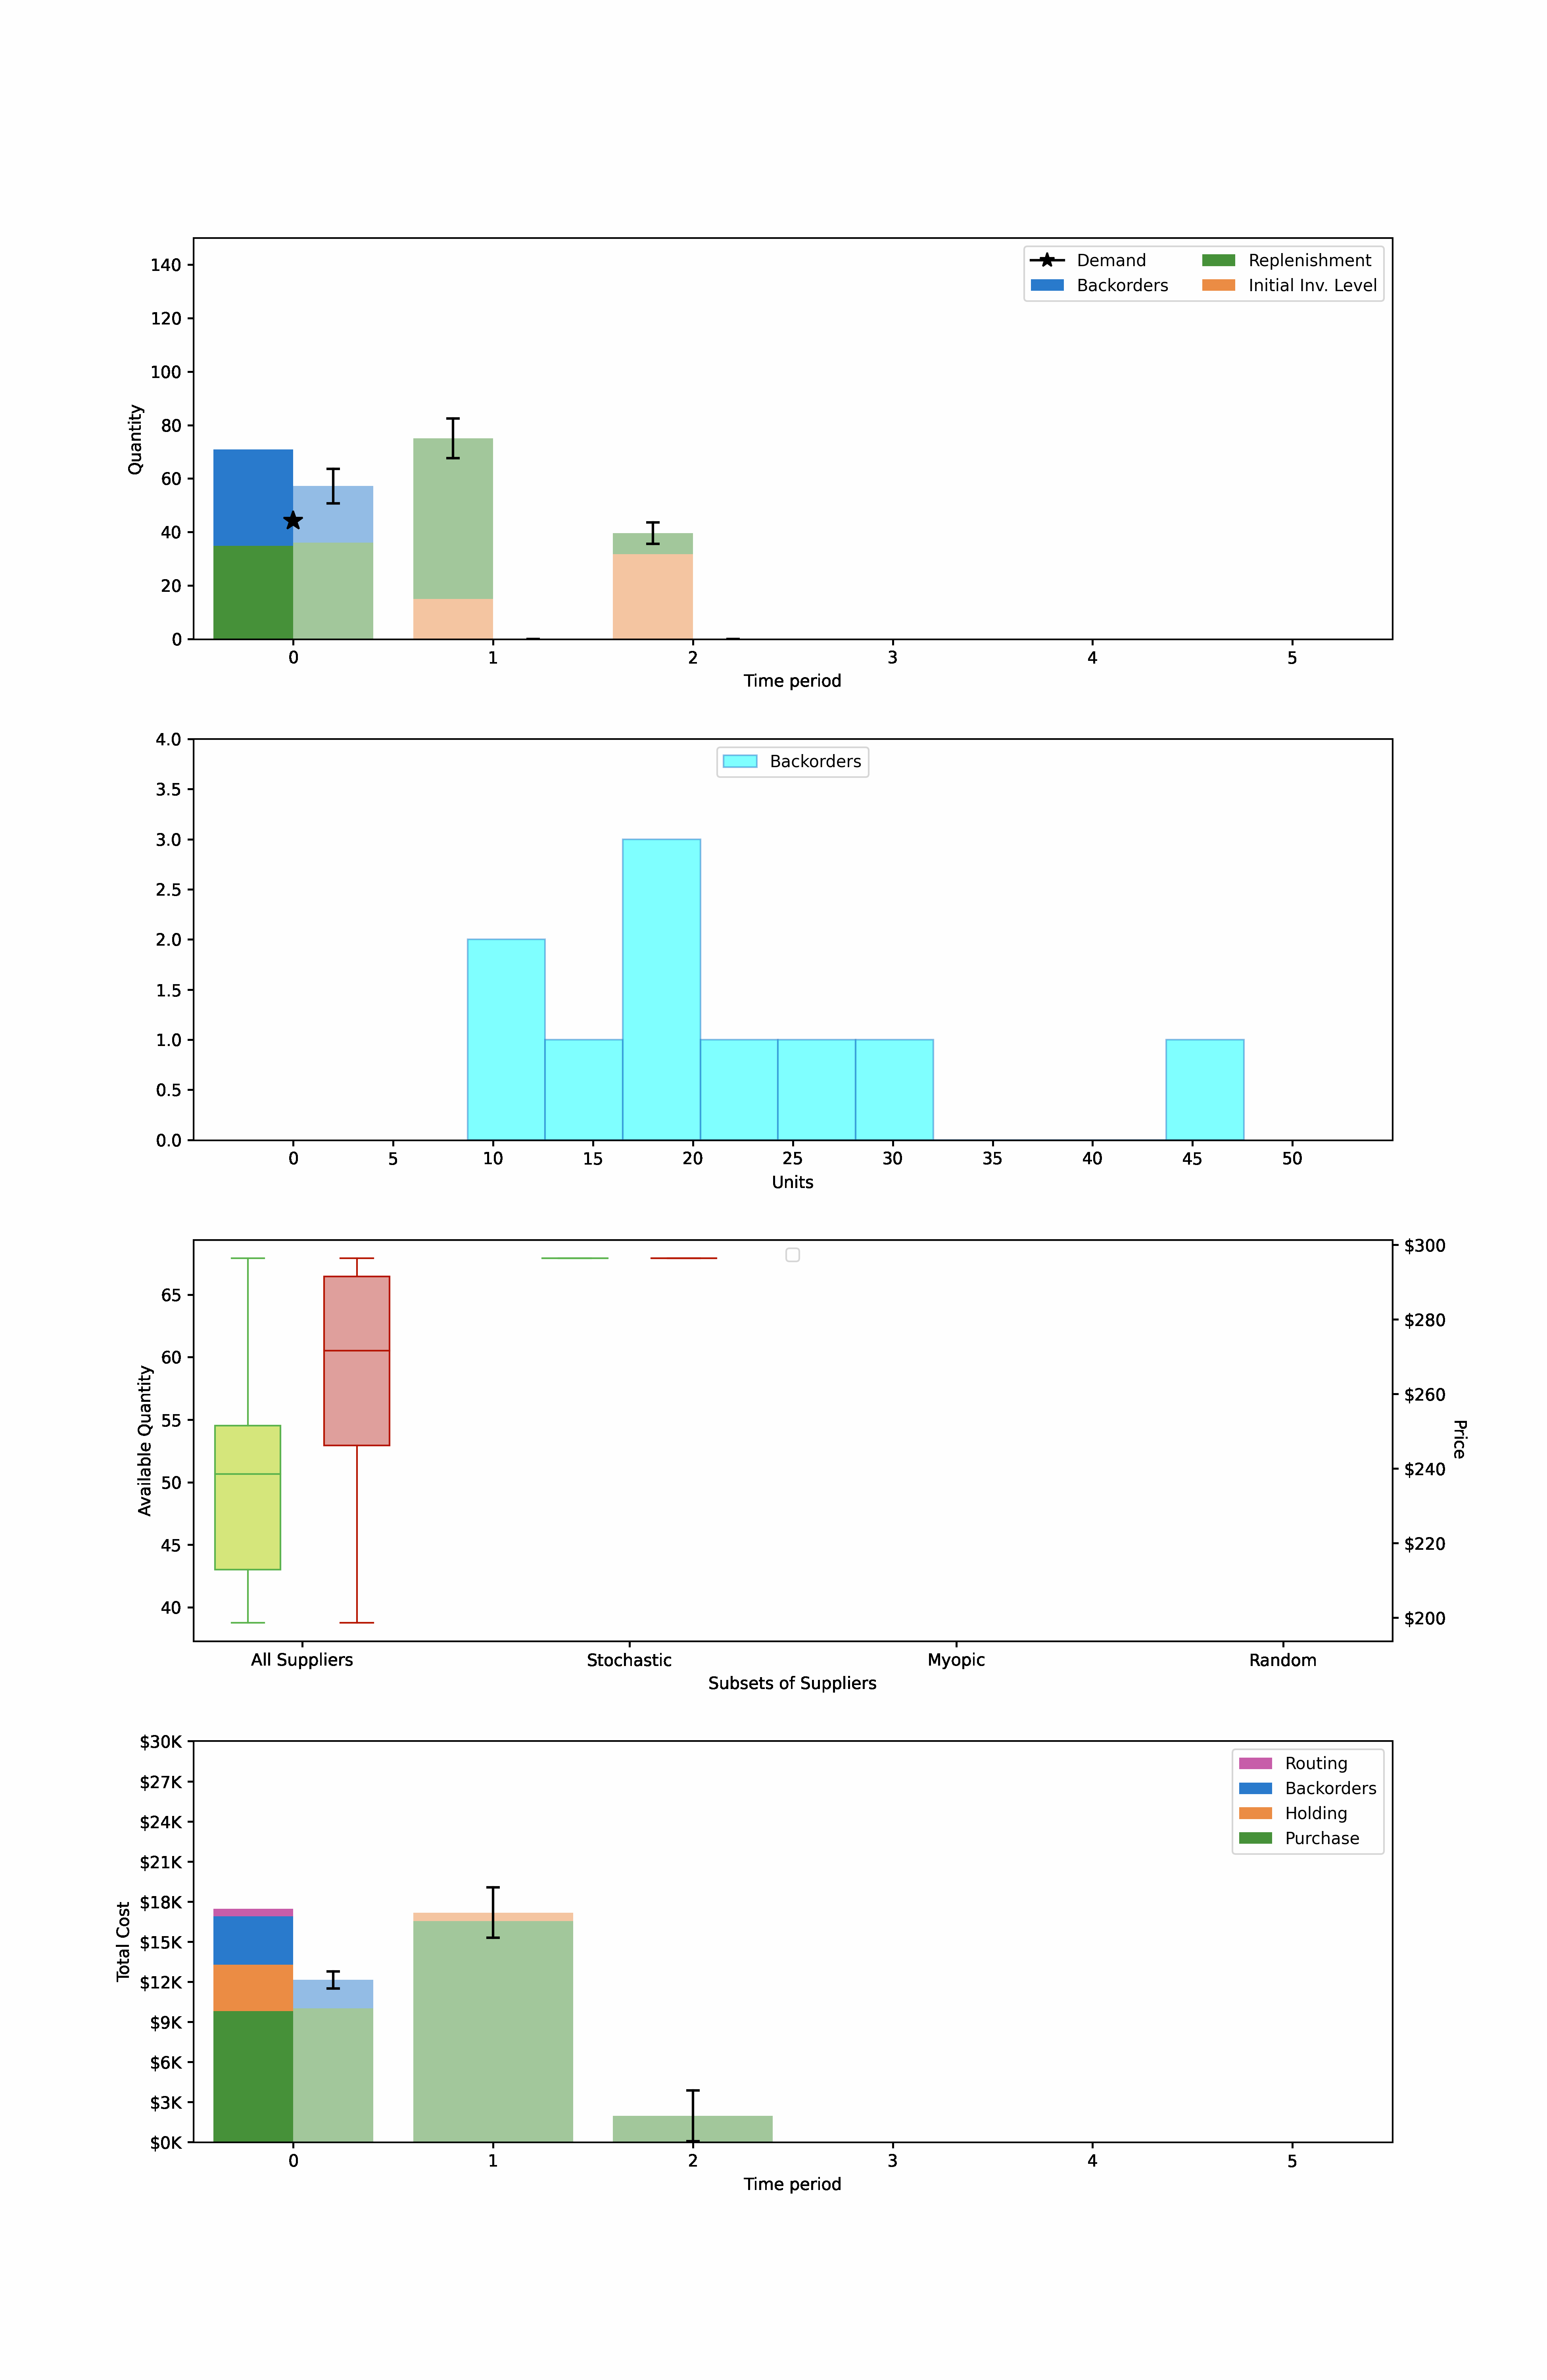 140
120
100
80
60
40
20
0
Quantity
Demand
Backorders
Replenishment
Initial Inv. Level
0 1 2 3 4 5
Time period
4.0
3.5
3.0
2.5
2.0
1.5
1.0
0.5
0.0
Backorders
0 5 10 15 20 25 30 35 40 45 50
Units
65
60
55
50
45
40
Available Quantity
$300
$280
$260
$240
$220
$200
Price
All Suppliers Stochastic Myopic Random
Subsets of Suppliers
$30K
$27K
$24K
$21K
$18K
$15K
$12K
$9K
$6K
$3K
$0K
Total Cost
Routing
Backorders
Holding
Purchase
0 1 2 3 4 5
Time period